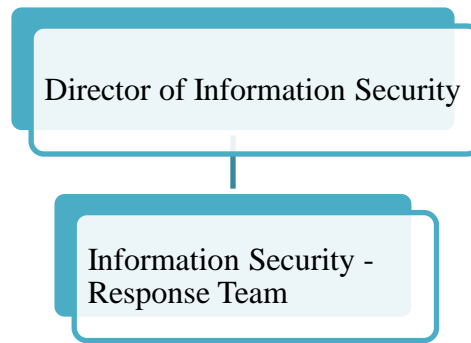 Director of Information Security
Information Security -
Response Team